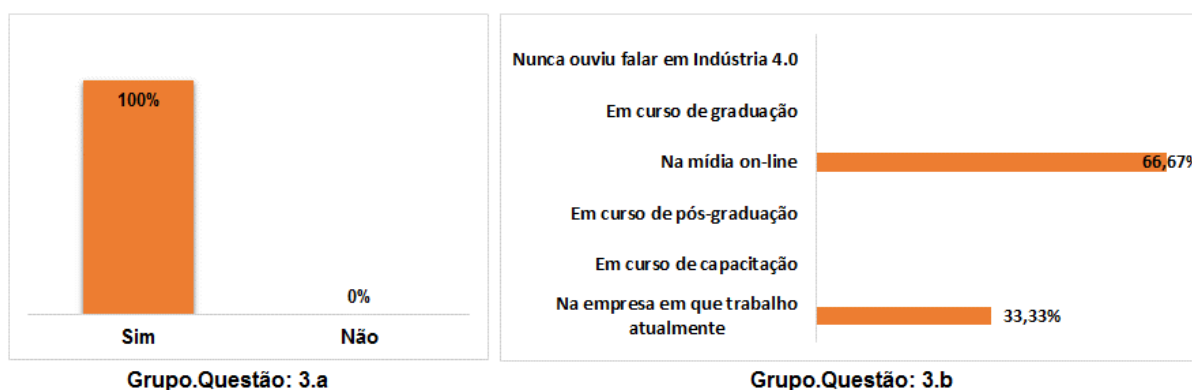 100%
0%
Sim
Não
Grupo.Questão: 3.a
Nunca ouviu falar em Indústria 4.0
Em curso de graduação
Na mídia on-line
66,67%
Em curso de pós-graduação
Em curso de capacitação
Na empresa em que trabalho
atualmente
33,33%
Grupo.Questão: 3.b